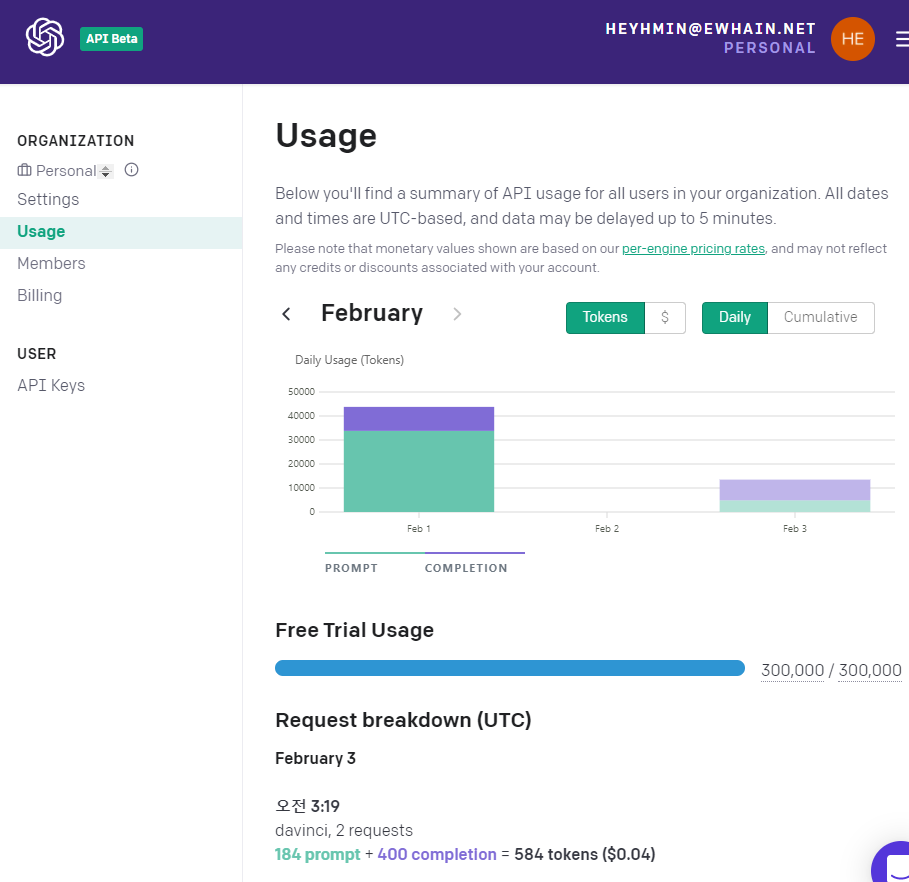 API Beta
HEYHMIN@EWHAIN.NET
PERSONAL
HE
ORGANIZATION
Personal
Settings
Usage
Members
Billing
USER
API Keys
Usage
Below you'll find a summary of API usage for all users in your organization. All dates
and times are UTC-based, and data may be delayed up to 5 minutes.
Please note that monetary values shown are based on our per-engine pricing rates, and may not reflect
any credits or discounts associated with your account.
February
Tokens $ Daily Cumulative
Daily Usage (Tokens)
50000
40000
30000
20000
10000
0
Feb 1 Feb 2 Feb 3
PROMPT COMPLETION
Free Trial Usage
300,000 / 300,000
Request breakdown (UTC)
February 3
오전 3:19
davinci, 2 requests
184 prompt + 400 completion = 584 tokens ($0.04)